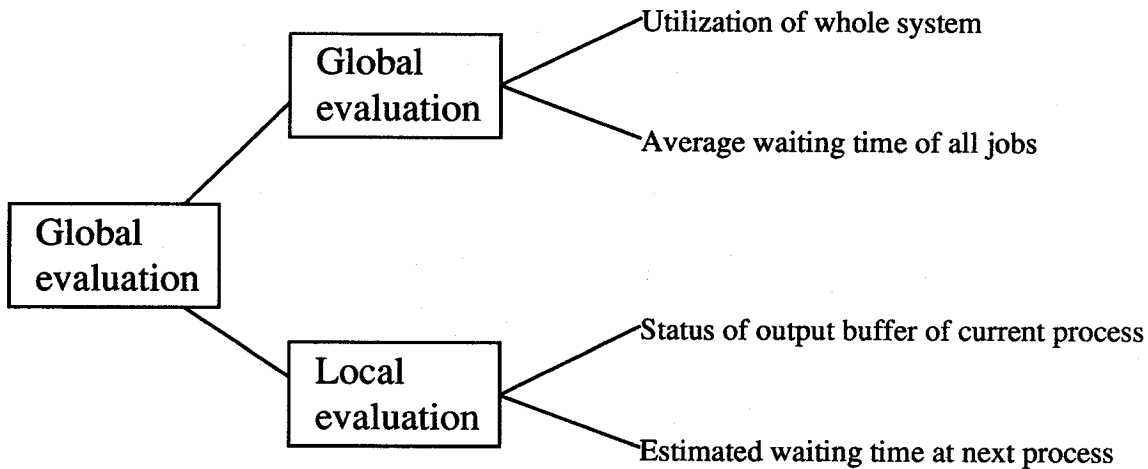 Utilization of whole system
Global
evaluation
Average waiting time of all jobs
Global
evaluation
Status of output buffer of current process
Local
evaluation
Estimated waiting time at next process